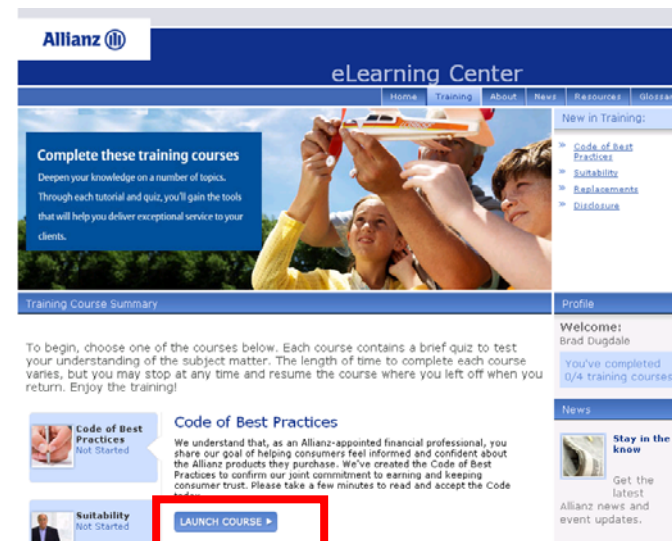 Allianz
eLearning Center
Home Training About News Resources
Complete these training courses
Deepen your knowledge on a number of topics.
Through each tutorial and quiz, you'll gain the tools
that will help you deliver exceptional service to your
clients.
New in Training:
» Code of Best
Practices
» Suitability
» Replacements
» Disclosure
Training Course Summary
To begin, choose one of the courses below. Each course contains a brief quiz to test
your understanding of the subject matter. The length of time to complete each course
varies, but you may stop at any time and resume the course where you left off when you
return. Enjoy the training!
Profile
Welcome:
Brad Dugdale
You've completed
0/4 training courses
Code of Best
Practices
Not Started
Code of Best Practices
We understand that, as an Allianz-appointed financial professional, you
share our goal of helping consumers feel informed and confident about
the Allianz products they purchase. We've created the Code of Best
Practices to confirm our joint commitment to earning and keeping
consumer trust. Please take a few minutes to read and accept the Code
today.
LAUNCH COURSE
Suitability
Not Started
News
Stay in the
know
Get the
latest
Allianz news and
event updates.